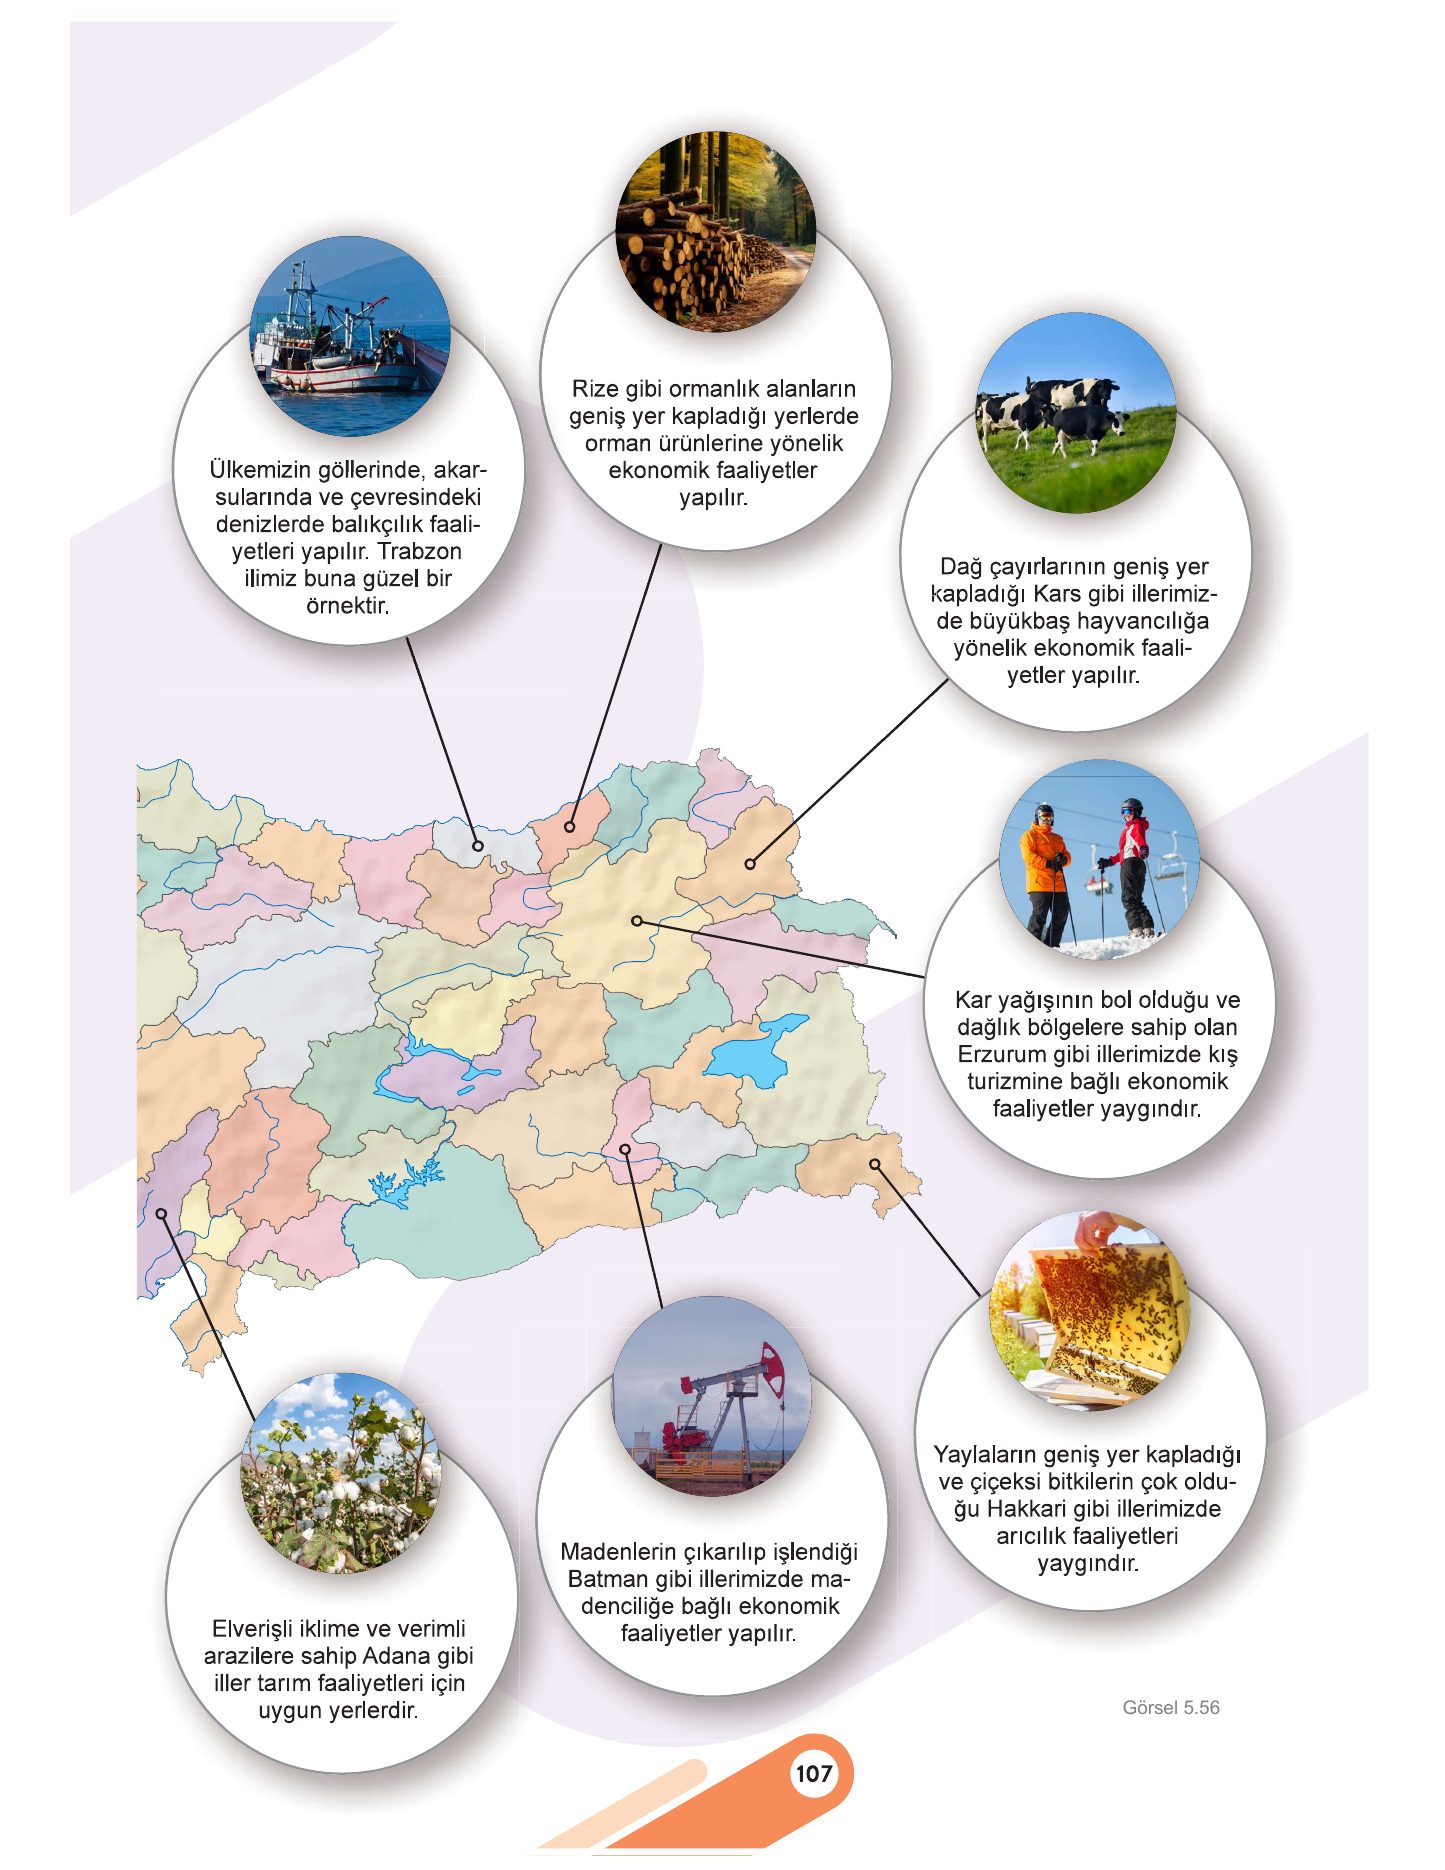 Rize gibi ormanlık alanların
geniş yer kapladığı yerlerde
orman ürünlerine yönelik
ekonomik faaliyetler
yapılır.
Ülkemizin göllerinde, akar-
sularında ve çevresindeki
denizlerde balıkçılık faali-
yetleri yapılır. Trabzon
ilimiz buna güzel bir
örnektir.
Dağ çayırlarının geniş yer
kapladığı Kars gibi illerimiz-
de büyükbaş hayvancılığa
yönelik ekonomik faali-
yetler yapılır.
Kar yağışının bol olduğu ve
dağlık bölgelere sahip olan
Erzurum gibi illerimizde kış
turizmine bağlı ekonomik
faaliyetler yaygındır.
Yaylaların geniş yer kapladığı
ve çiçeksi bitkilerin çok oldu-
ğu Hakkari gibi illerimizde
arıcılık faaliyetleri
yaygındır.
Madenlerin çıkarılıp işlendiği
Batman gibi illerimizde ma-
denciliğe bağlı ekonomik
faaliyetler yapılır.
Elverişli iklime ve verimli
arazilere sahip Adana gibi
iller tarım faaliyetleri için
uygun yerlerdir.
Görsel 5.56
107